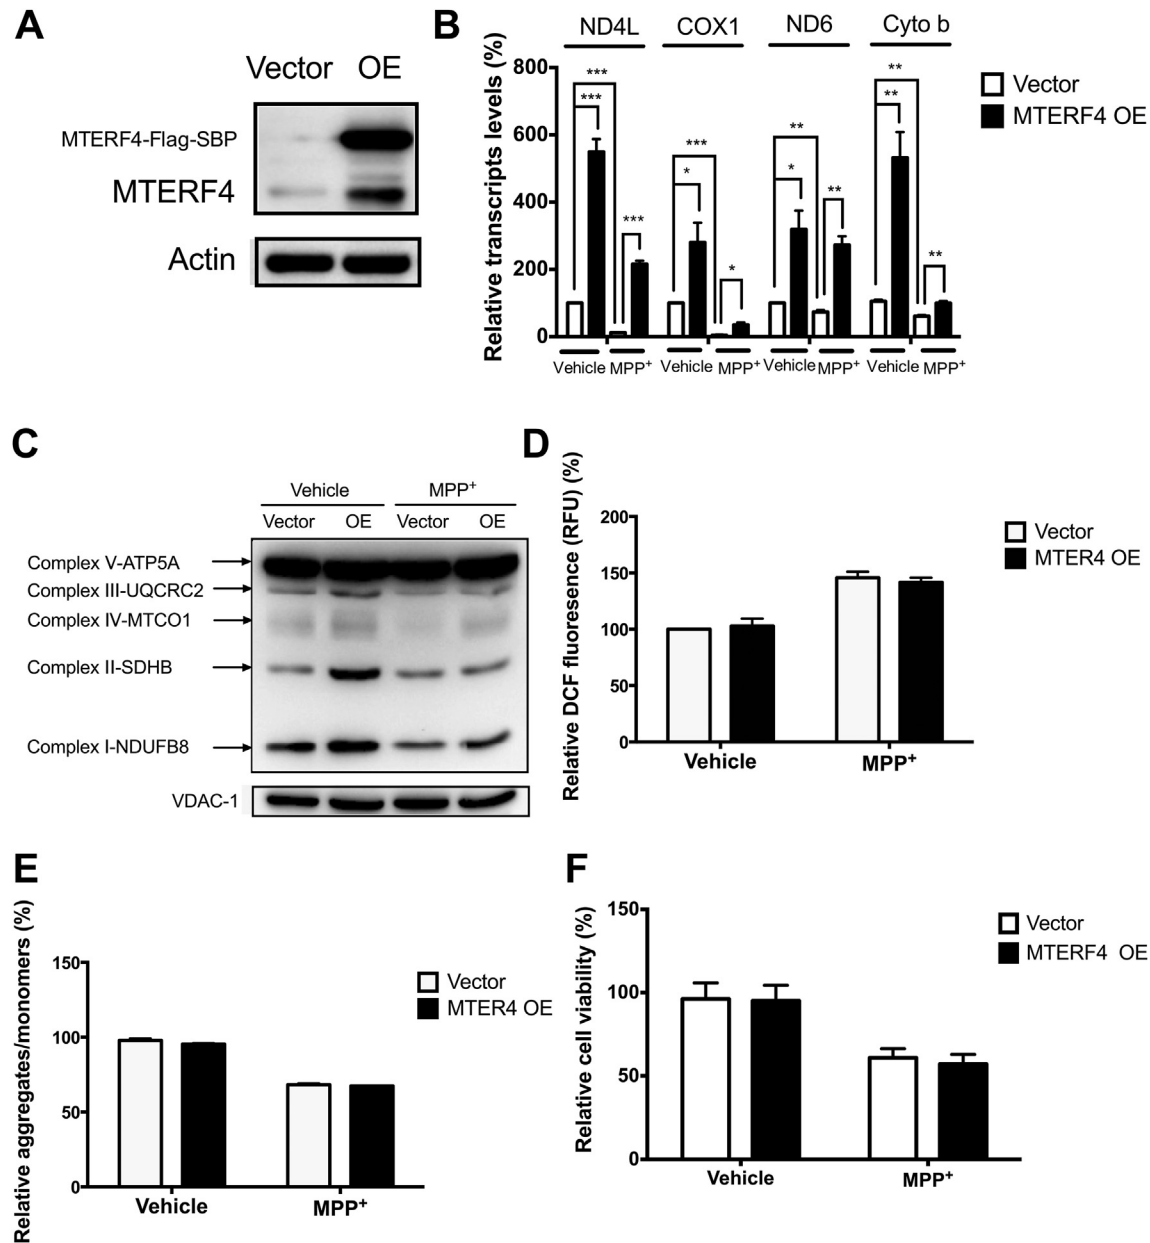 A
Vector OE
MTERF4-Flag-SBP
MTERF4
Actin
B
Relative transcripts levels (%)
ND4L COX1 ND6 Cyto b
800
600
400
200
0
*** *** ***
*** * *
** * **
** ** **
Vehicle MPP+ Vehicle MPP+ Vehicle MPP+ Vehicle MPP+
Vector
MTERF4 OE
C
Vehicle MPP+
Vector OE Vector OE
Complex V-ATP5A
Complex III-UQCRC2
Complex IV-MTCO1
Complex II-SDHB
Complex I-NDUFB8
VDAC-1
D
Relative DCF fluoresence (RFU) (%)
200
150
100
50
0
Vehicle MPP+
Vector
MTER4 OE
E
Relative aggregates/monomers (%)
150
100
50
0
Vehicle MPP+
Vector
MTER4 OE
F
Relative cell viability (%)
150
100
50
0
Vehicle MPP+
Vector
MTERF4 OE